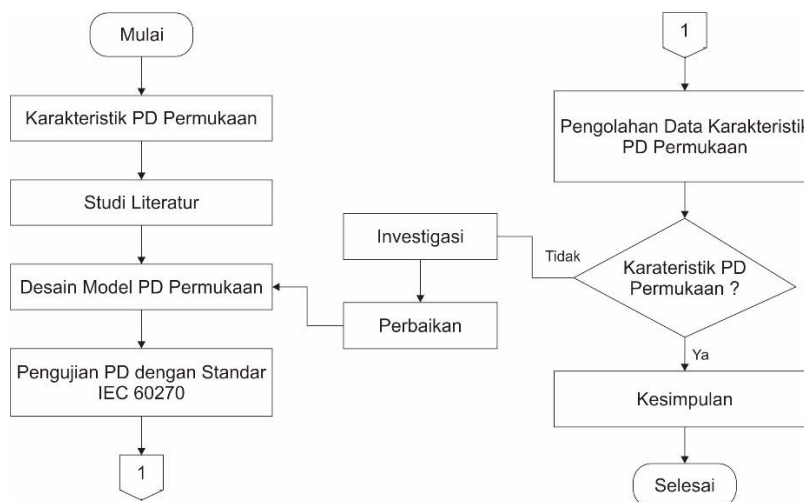 Mulai
Karakteristik PD Permukaan
Studi Literatur
Desain Model PD Permukaan
Pengujian PD dengan Standar
IEC 60270
1
Investigasi
Perbaikan
1
Pengolahan Data Karakteristik
PD Permukaan
Tidak
Karateristik PD
Permukaan ?
Ya
Kesimpulan
Selesai